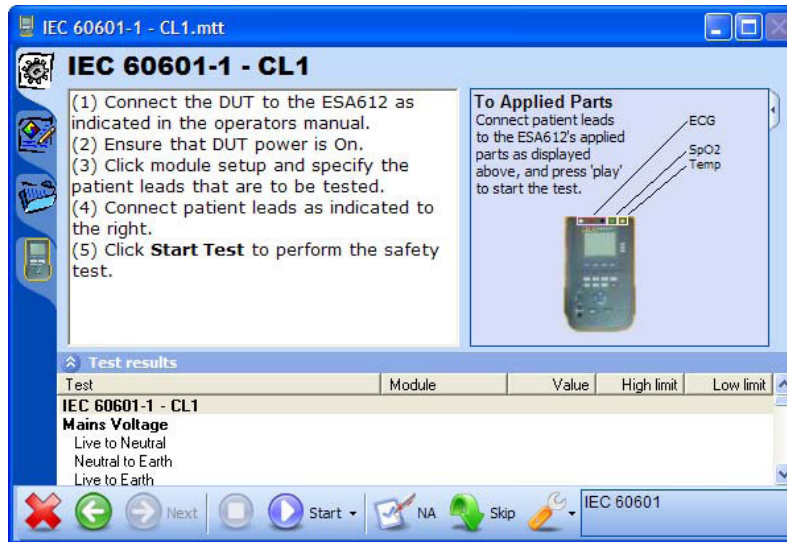 IEC 60601-1 - CL1.mtt
IEC 60601-1 - CL1
(1) Connect the DUT to the ESA612 as
indicated in the operators manual.
(2) Ensure that DUT power is On.
(3) Click module setup and specify the
patient leads that are to be tested.
(4) Connect patient leads as indicated to
the right.
(5) Click Start Test to perform the safety
test.
To Applied Parts
Connect patient leads
to the ESA612's applied
parts as displayed
above, and press 'play'
to start the test.
ECG
SpO2
Temp
Test results
Test Module Value High limit Low limit
IEC 60601-1 - CL1
Mains Voltage
Live to Neutral
Neutral to Earth
Live to Earth
Next Start NA Skip IEC 60601